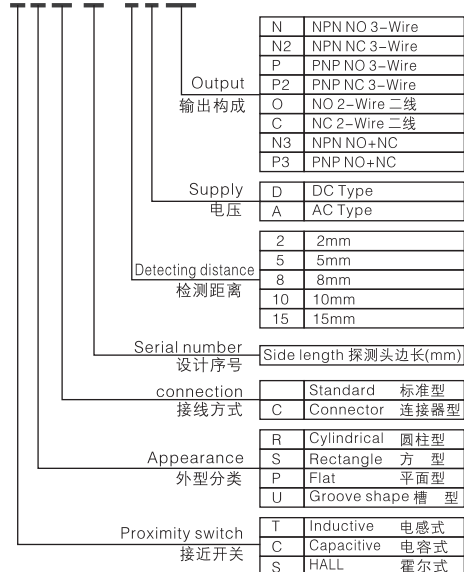 N NPN NO 3-Wire
N2 NPN NC 3-Wire
P PNP NO 3-Wire
Output P2 PNP NC 3-Wire
输出构成 O NO 2-Wire 二线
C NC 2-Wire 二线
N3 NPN NO+NC
P3 PNP NO+NC
Supply D DC Type
电压 A AC Type
2 2mm
5 5mm
Detecting distance 8 8mm
检测距离 10 10mm
15 15mm
Serial number Side length 探测头边长(mm)
设计序号
connection Standard 标准型
接线方式 C Connector 连接器型
R Cylindrical 圆柱型
Appearance S Rectangle 方 型
外型分类 P Flat 平面型
U Groove shape 槽 型
Proximity switch T Inductive 电感式
接近开关 C Capacitive 电容式
S HALL 霍尔式